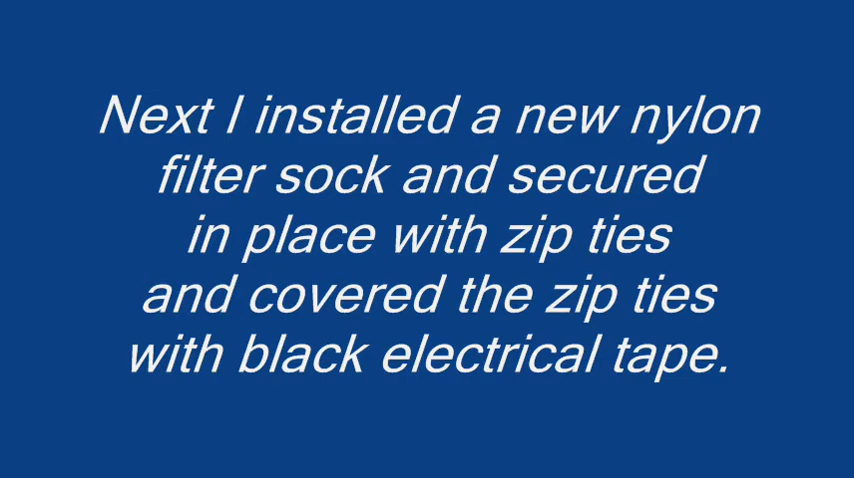 Next I installed a new nylon
filter sock and secured
in place with zip ties
and covered the zip ties
with black electrical tape.